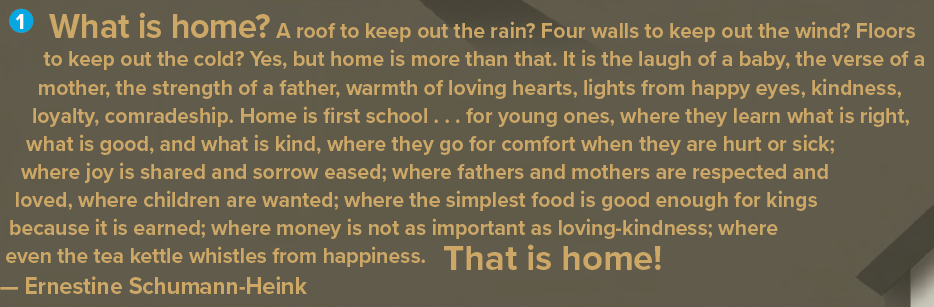 1 What is home? A roof to keep out the rain? Four walls to keep out the wind? Floors
to keep out the cold? Yes, but home is more than that. It is the laugh of a baby, the verse of a
mother, the strength of a father, warmth of loving hearts, lights from happy eyes, kindness,
loyalty, comradeship. Home is first school . . . for young ones, where they learn what is right,
what is good, and what is kind, where they go for comfort when they are hurt or sick;
where joy is shared and sorrow eased; where fathers and mothers are respected and
loved, where children are wanted; where the simplest food is good enough for kings
because it is earned; where money is not as important as loving-kindness; where
even the tea kettle whistles from happiness. That is home!
— Ernestine Schumann-Heink